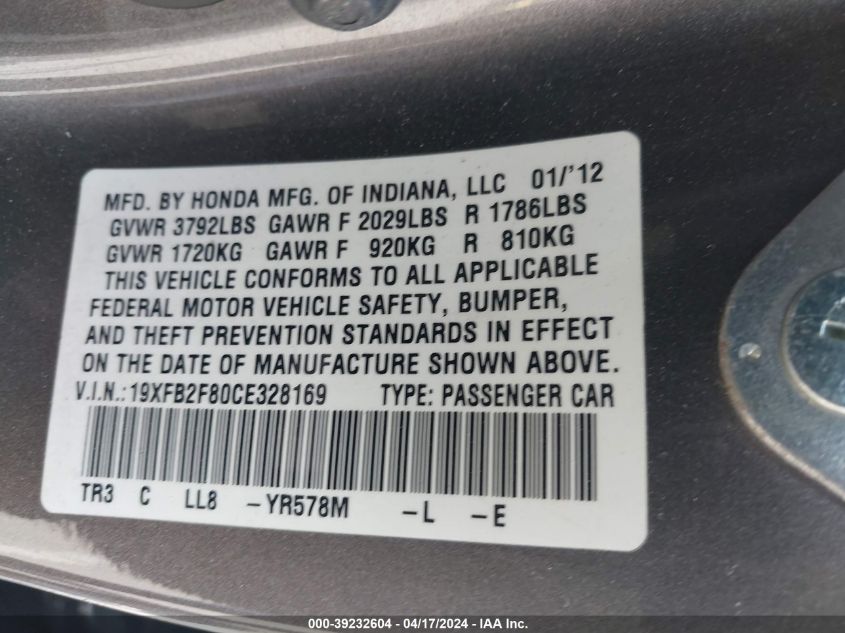 MFD. BY HONDA MFG. OF INDIANA, LLC 01/'12
GVWR 3792LBS GAWR F 2029LBS R 1786LBS
GVWR 1720KG GAWR F 920KG R 810KG
THIS VEHICLE CONFORMS TO ALL APPLICABLE
FEDERAL MOTOR VEHICLE SAFETY, BUMPER,
AND THEFT PREVENTION STANDARDS IN EFFECT
ON THE DATE OF MANUFACTURE SHOWN ABOVE.
V.I.N.:19XFB2F80CE328169 TYPE: PASSENGER CAR
TR3 C LL8 -YR578M -L -E
000-39232604 - 04/17/2024 - IAA Inc.